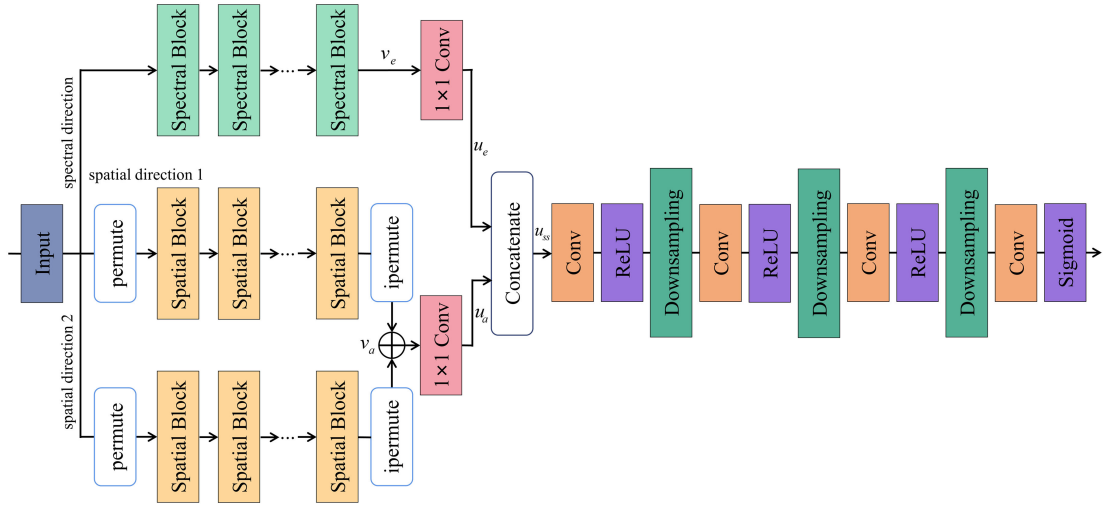 Spectral Block
Spectral Block
...
Spectral Block
v_e
1×1 Conv
u_e
spectral direction
spatial direction 1
Input
permute
Spatial Block
Spatial Block
...
Spatial Block
ipermute
spatial direction 2
v_a
1×1 Conv
u_a
Concatenate
u_ss
Conv
ReLU
Downsampling
Conv
ReLU
Downsampling
Conv
ReLU
Downsampling
Conv
Sigmoid
permute
Spatial Block
Spatial Block
...
Spatial Block
ipermute